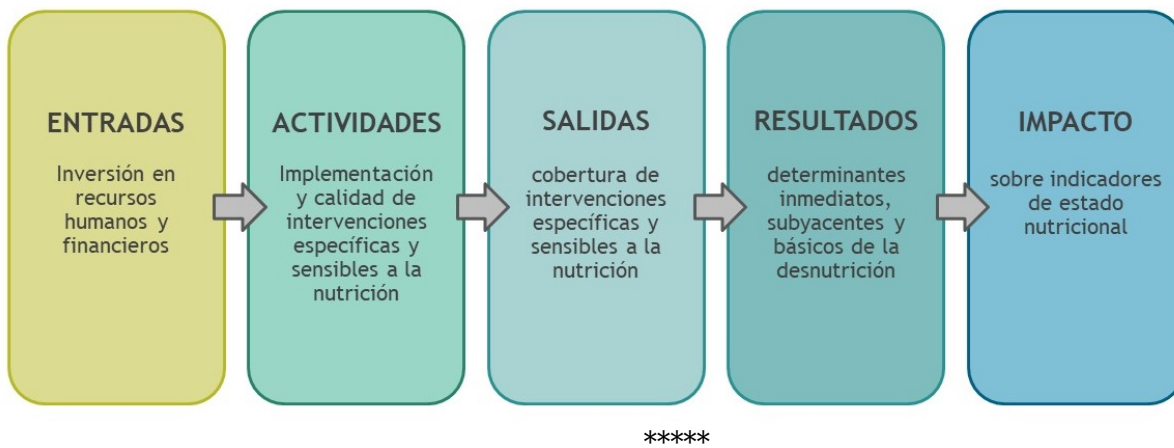 ENTRADAS
Inversión en
recursos
humanos y
financieros
ACTIVIDADES
Implementación
y calidad de
intervenciones
específicas y
sensibles a la
nutrición
SALIDAS
cobertura de
intervenciones
específicas y
sensibles a la
nutrición
RESULTADOS
determinantes
inmediatos,
subyacentes y
básicos de la
desnutrición
IMPACTO
sobre indicadores
de estado
nutricional
*****